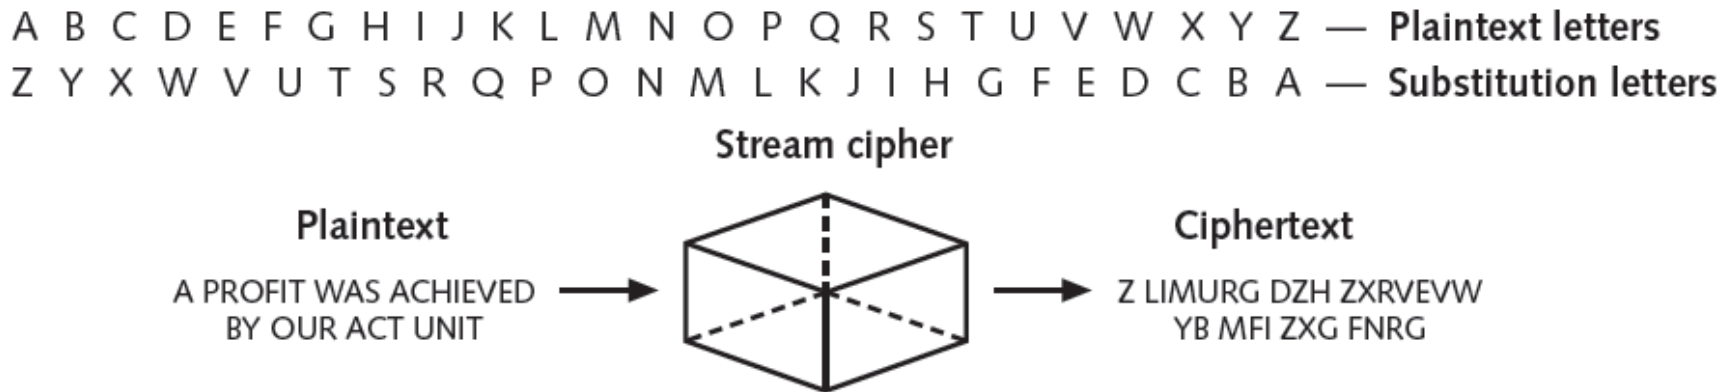 A B C D E F G H I J K L M N O P Q R S T U V W X Y Z — Plaintext letters
Z Y X W V U T S R Q P O N M L K J I H G F E D C B A — Substitution letters
Stream cipher
Plaintext
A PROFIT WAS ACHIEVED
BY OUR ACT UNIT
Ciphertext
Z LIMURG DZH ZXRVEVW
YB MFI ZXG FNRG